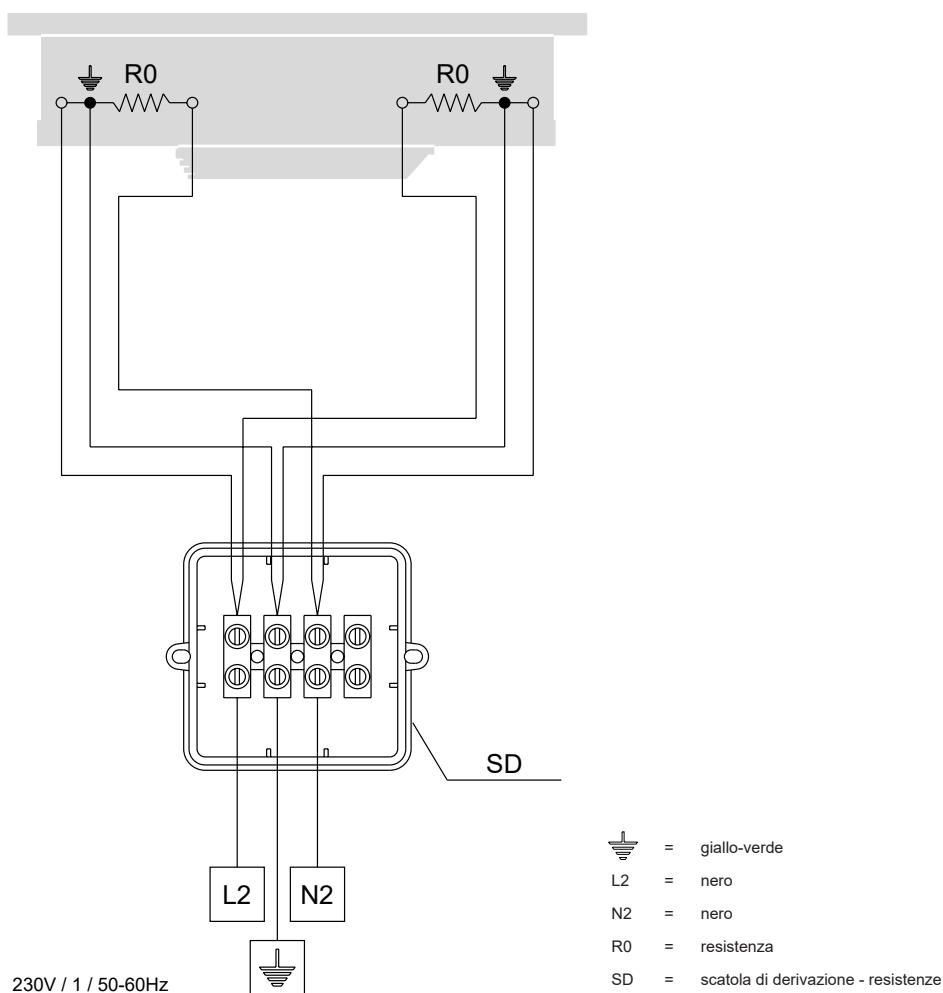 R0 R0
SD
L2 N2
230V / 1 / 50-60Hz
= giallo-verde
L2 = nero
N2 = nero
R0 = resistenza
SD = scatola di derivazione - resistenze